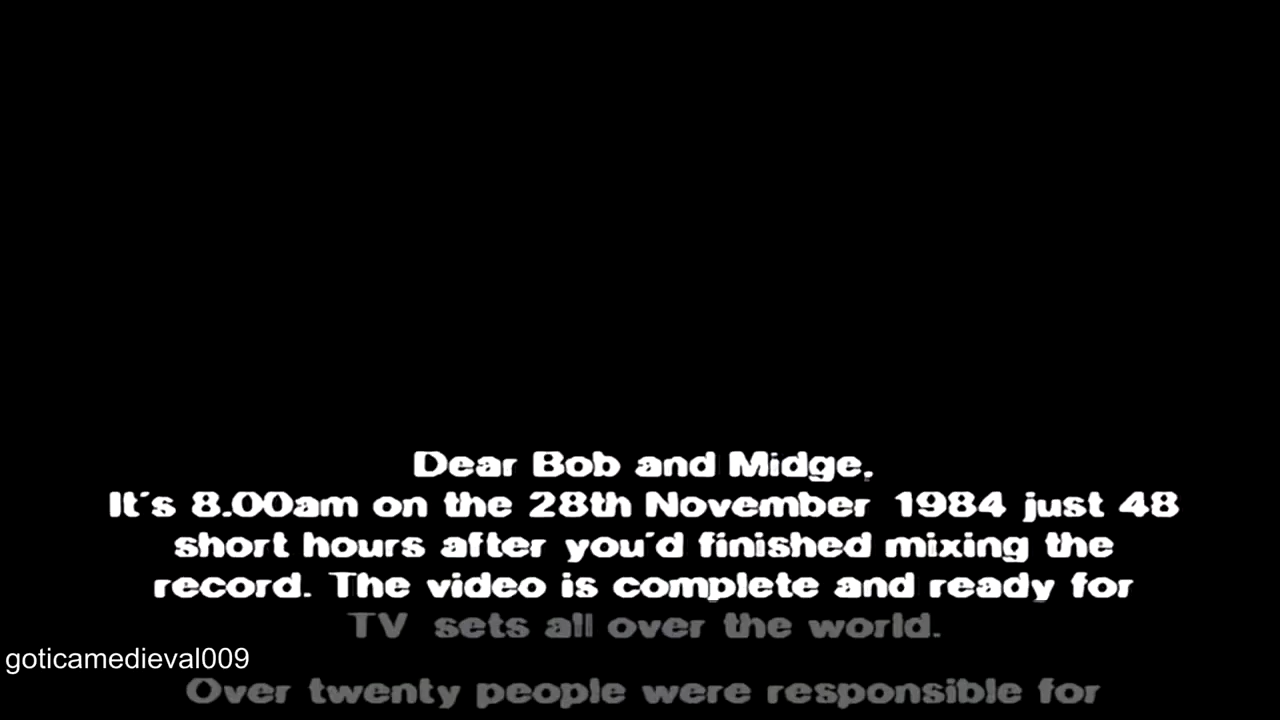 Dear Bob and Midge,
It's 8.00am on the 28th November 1984 just 48
short hours after you'd finished mixing the
record. The video is complete and ready for
TV sets all over the world.
goticamedieval009
Over twenty people were responsible for